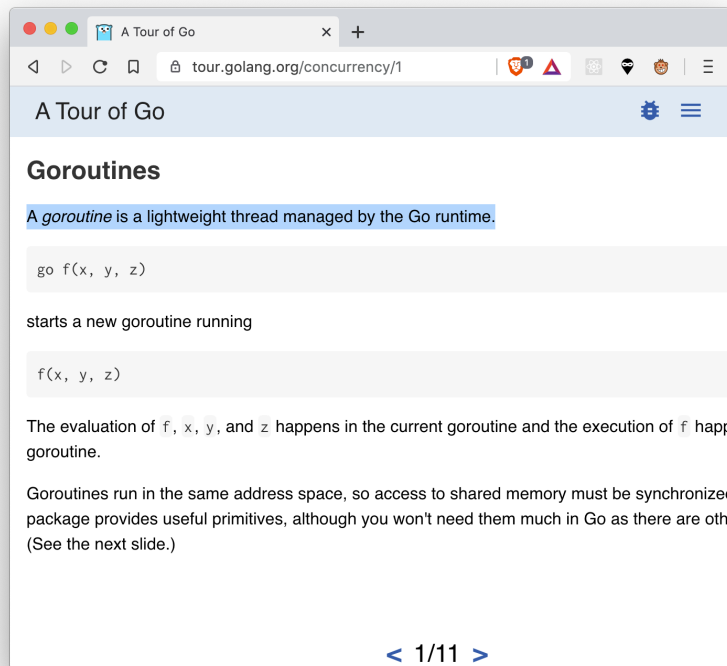 A Tour of Go
tour.golang.org/concurrency/1
1
A Tour of Go
Goroutines
A goroutine is a lightweight thread managed by the Go runtime.
go f(x, y, z)
starts a new goroutine running
f(x, y, z)
The evaluation of f, x, y, and z happens in the current goroutine and the execution of f
goroutine.
Goroutines run in the same address space, so access to shared memory must be
package provides useful primitives, although you won't need them much in Go as there are
(See the next slide.)
< 1/11 >